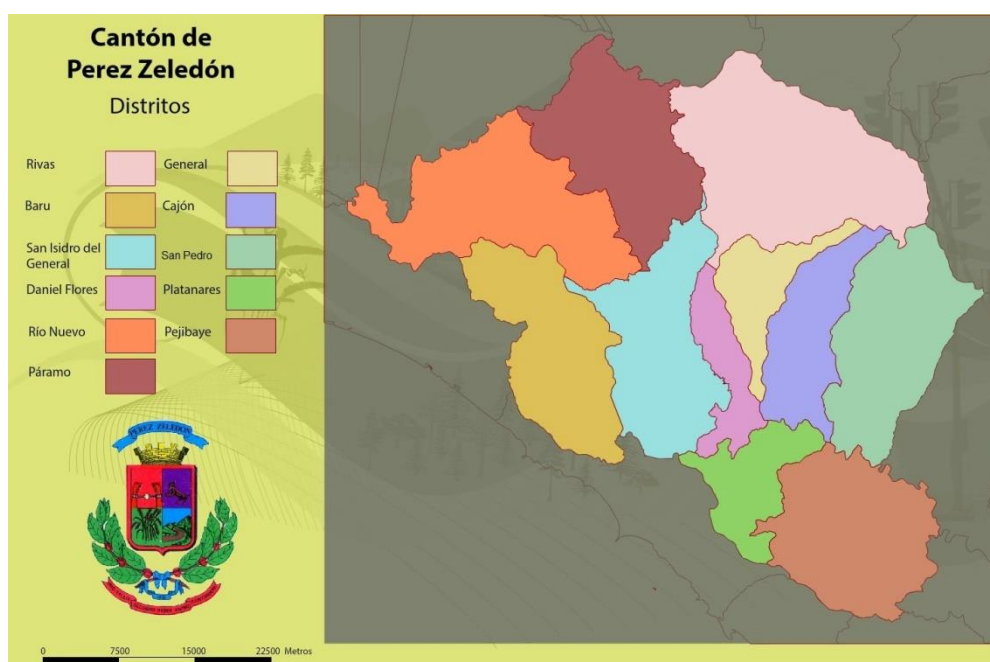 Cantón de
Perez Zeledón
Distritos
Rivas
General
Baru
Cajón
San Isidro del
General
San Pedro
Daniel Flores
Platanares
Río Nuevo
Pejibaye
Páramo
PEREZ ZELEDÓN
0 7500 15000 22500 Metros